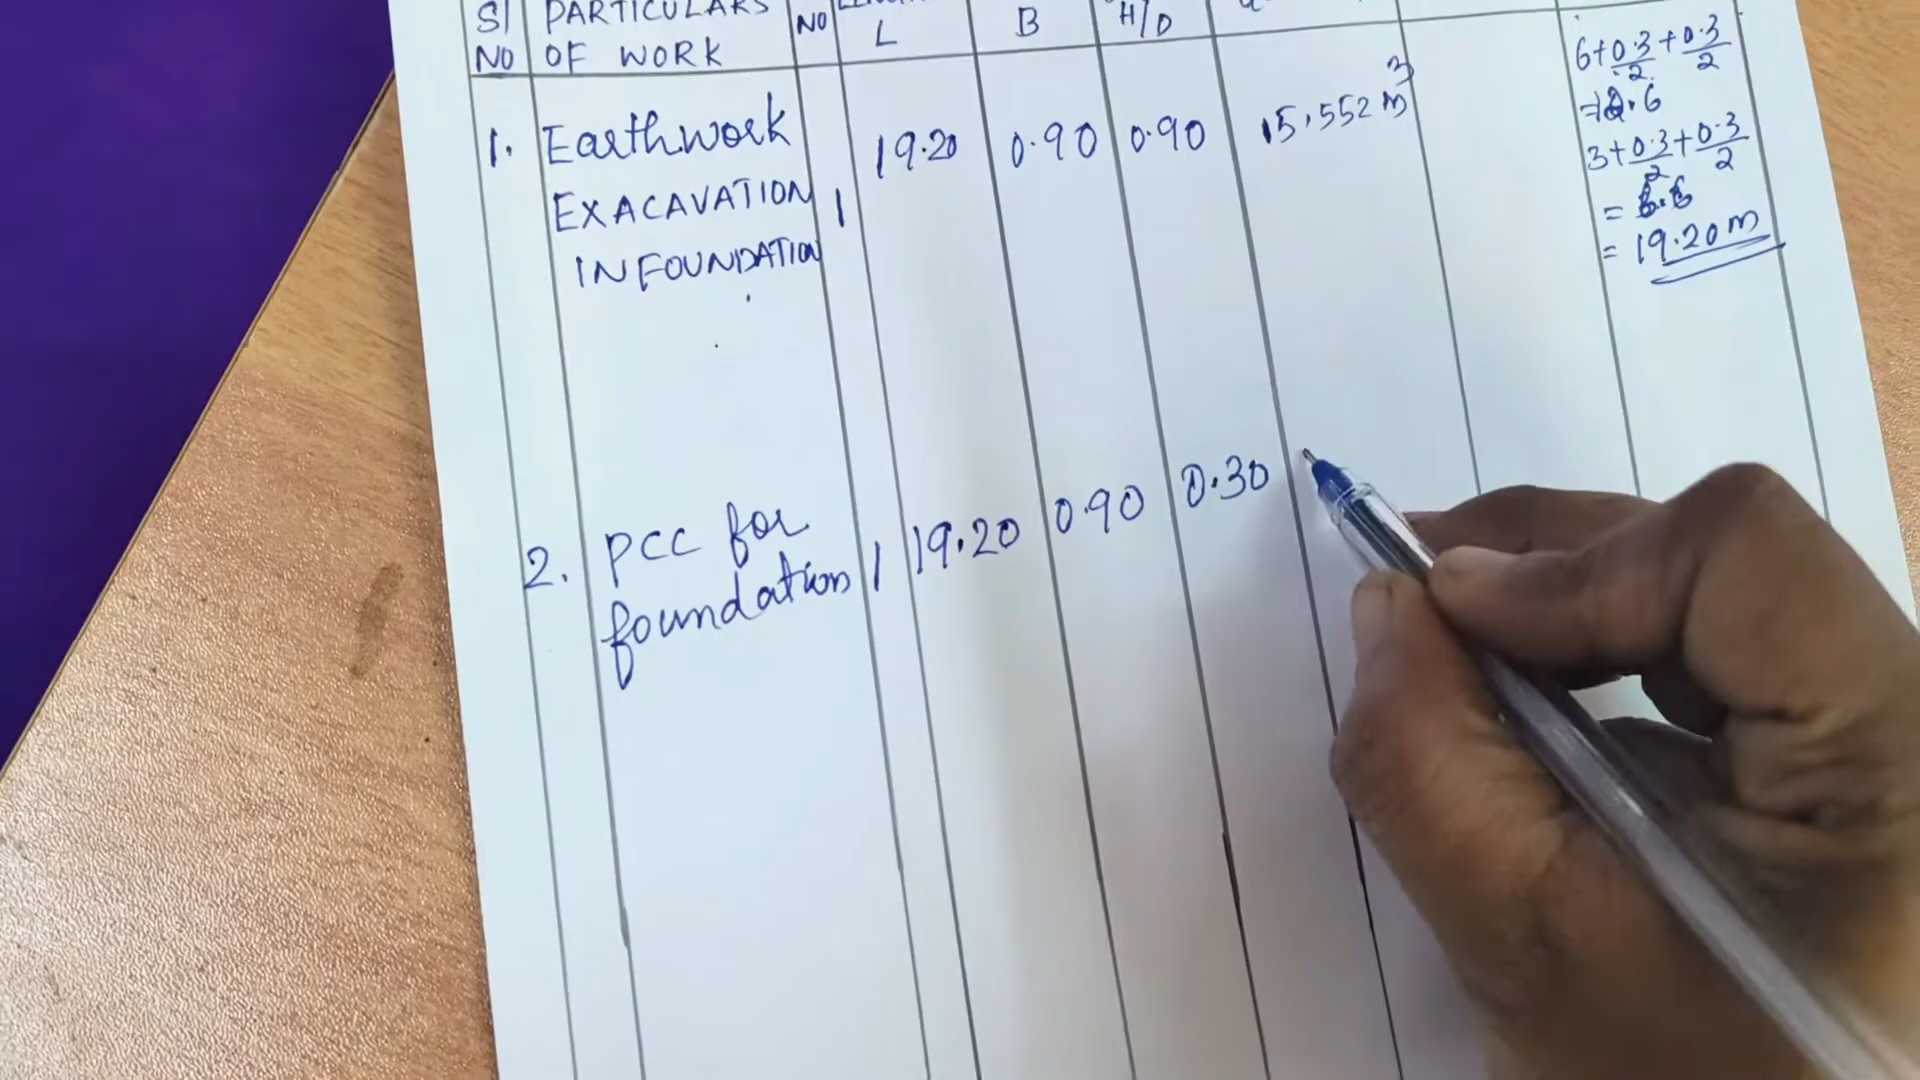 Sl PARTICULARS L B H/D
NO OF WORK NO
1. Earthwork 19.20 0.90 0.90 15.552 m3
EXACAVATION 1
IN FOUNDATION
6+0.3/2+0.3/2
.6
3+0.3/2+0.3/2
=
= 19.20m
2. PCC for
foundation 1 19.20 0.90 0.30